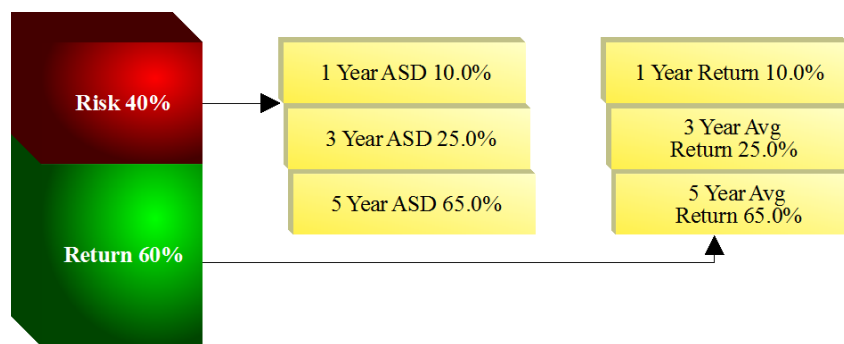 Risk 40%
Return 60%
1 Year ASD 10.0%
3 Year ASD 25.0%
5 Year ASD 65.0%
1 Year Return 10.0%
3 Year Avg
Return 25.0%
5 Year Avg
Return 65.0%